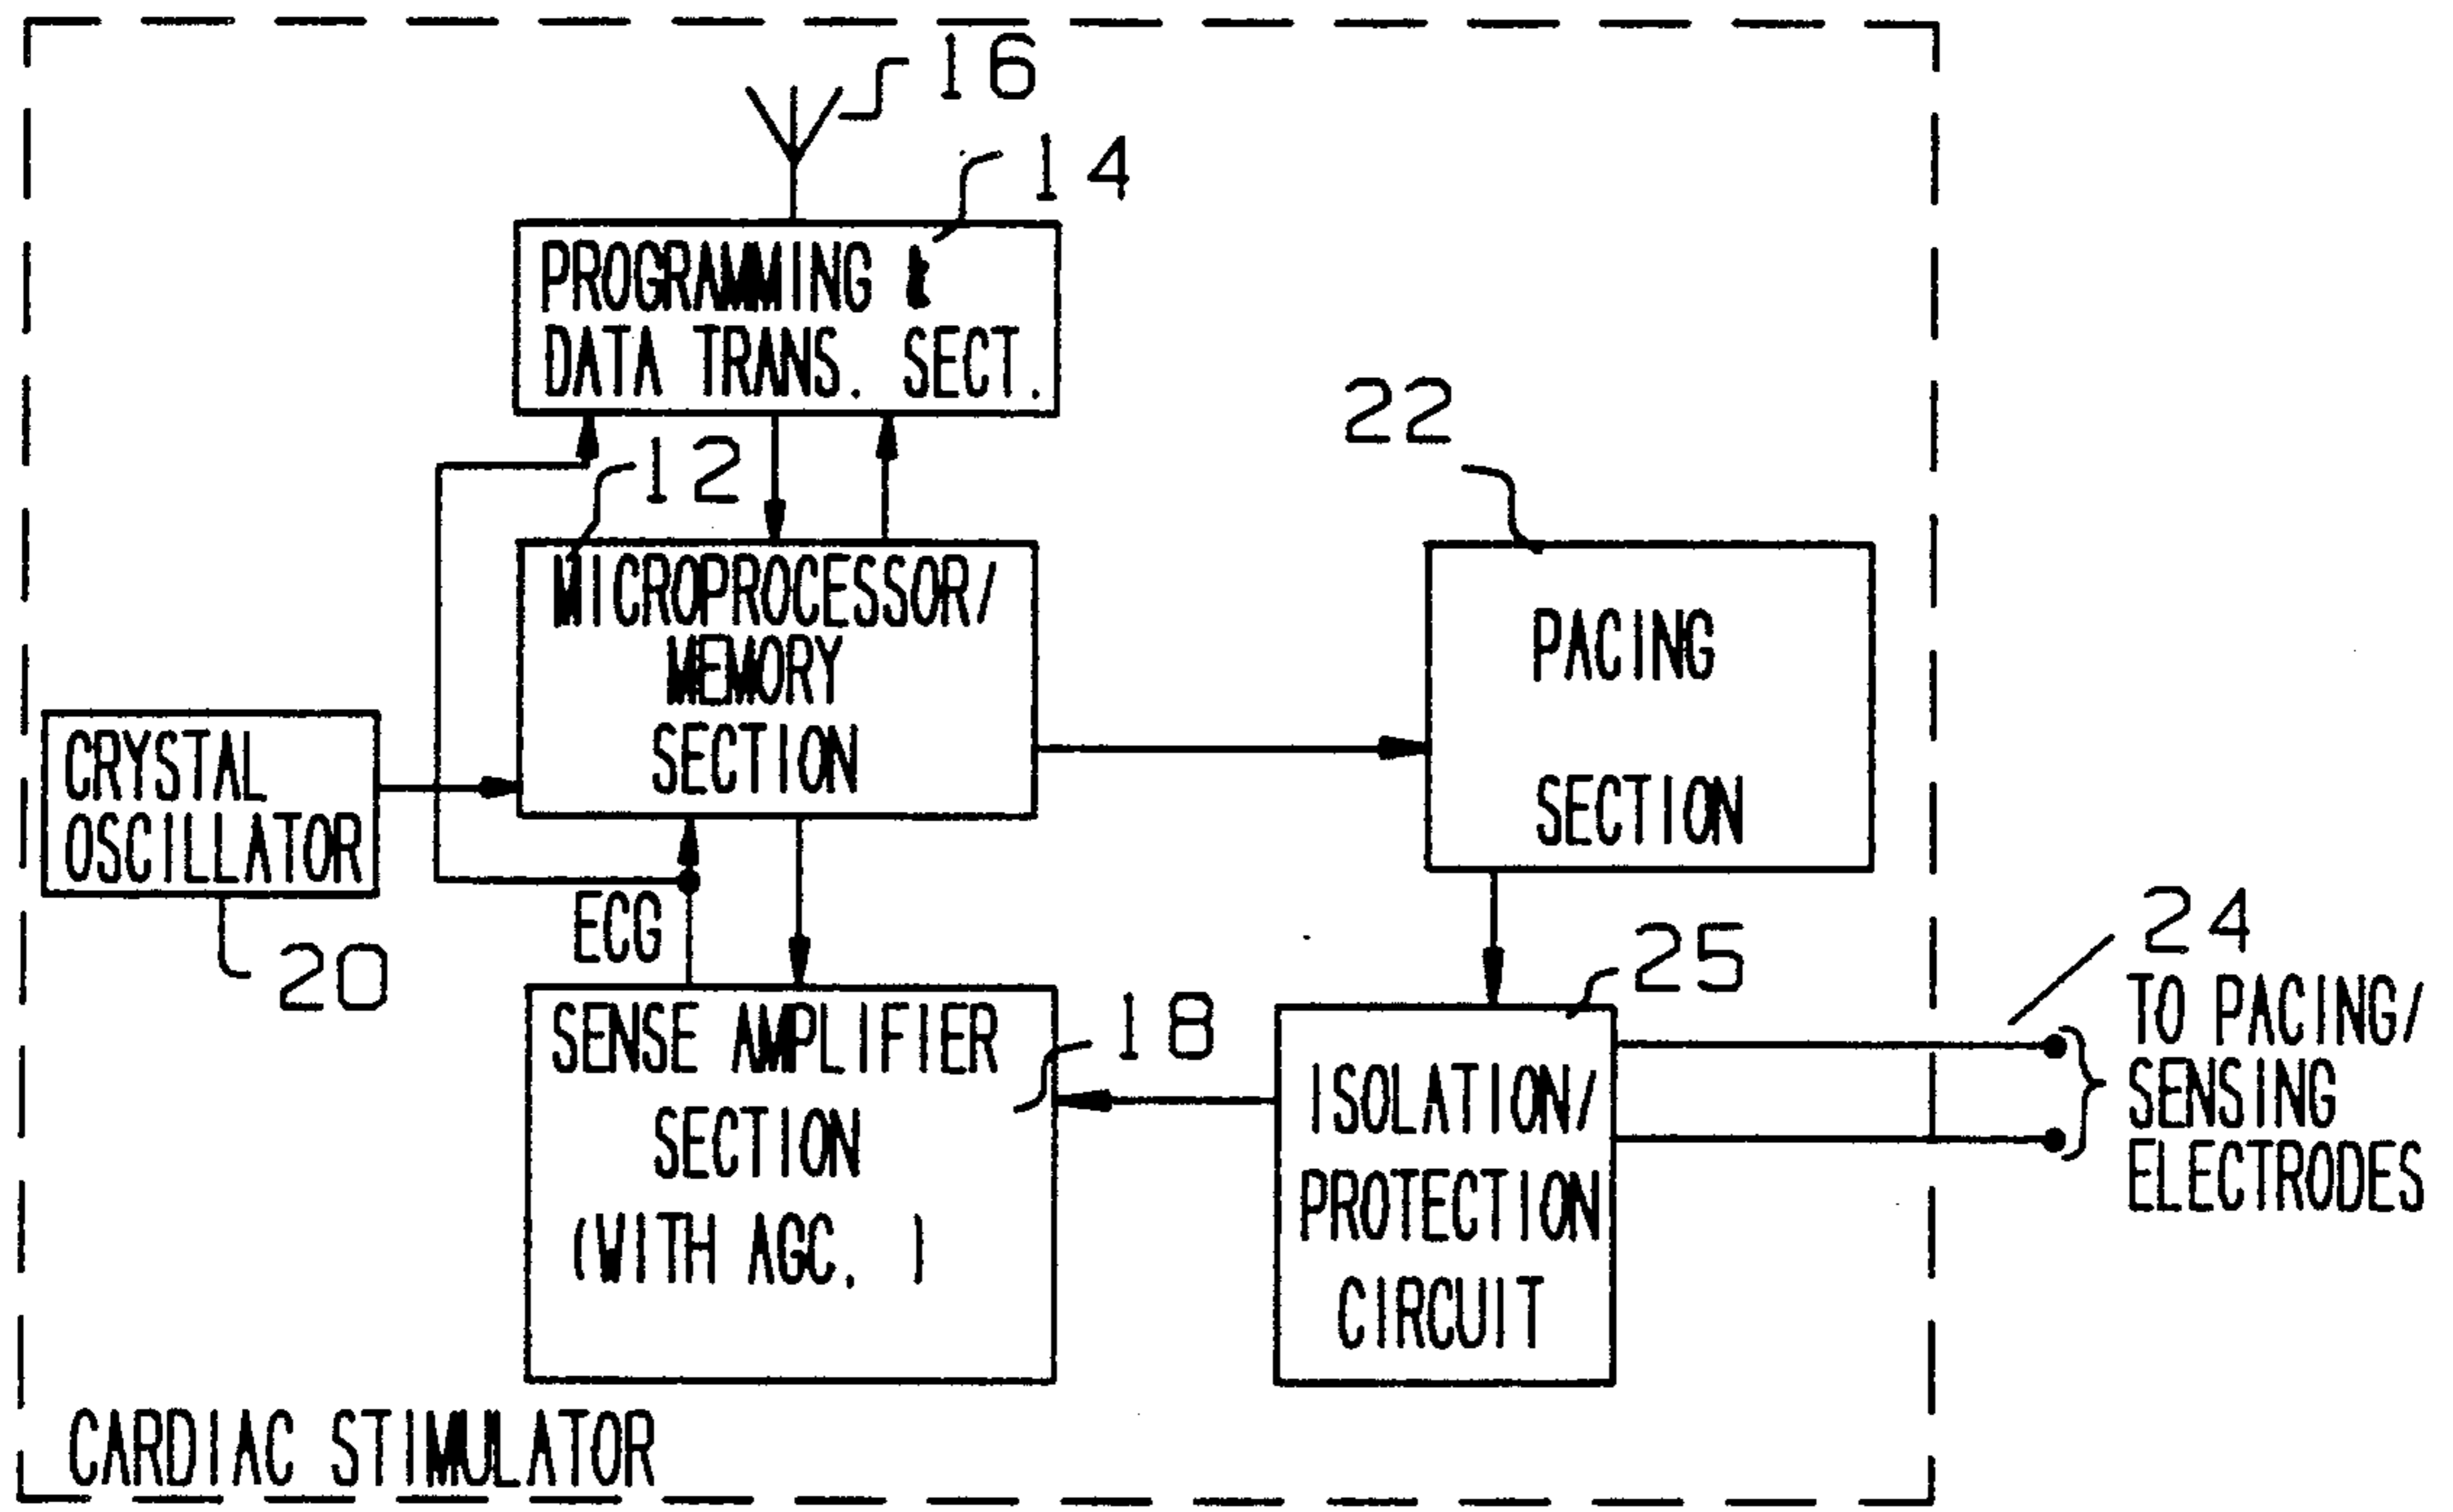 16
14
PROGRAMMING &
DATA TRANS. SECT.
12
22
MICROPROCESSOR/
MEMORY
SECTION
PACING
SECTION
CRYSTAL
OSCILLATOR
20
ECG
25
24
TO PACING/
SENSING
ELECTRODES
18
SENSE AMPLIFIER
SECTION
(WITH AGC. )
ISOLATION/
PROTECTION
CIRCUIT
CARDIAC STIMULATOR